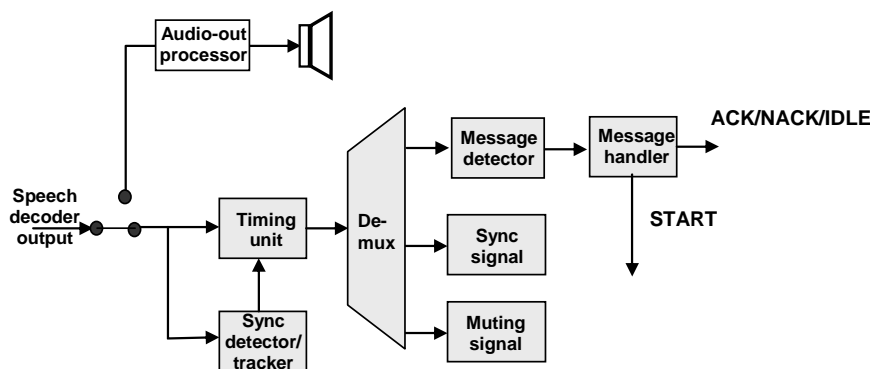 Audio-out
processor
ACK/NACK/IDLE
Message
detector
Message
handler
Speech
decoder
output
Timing
unit
De-
mux
START
Sync
signal
Sync
detector/
tracker
Muting
signal